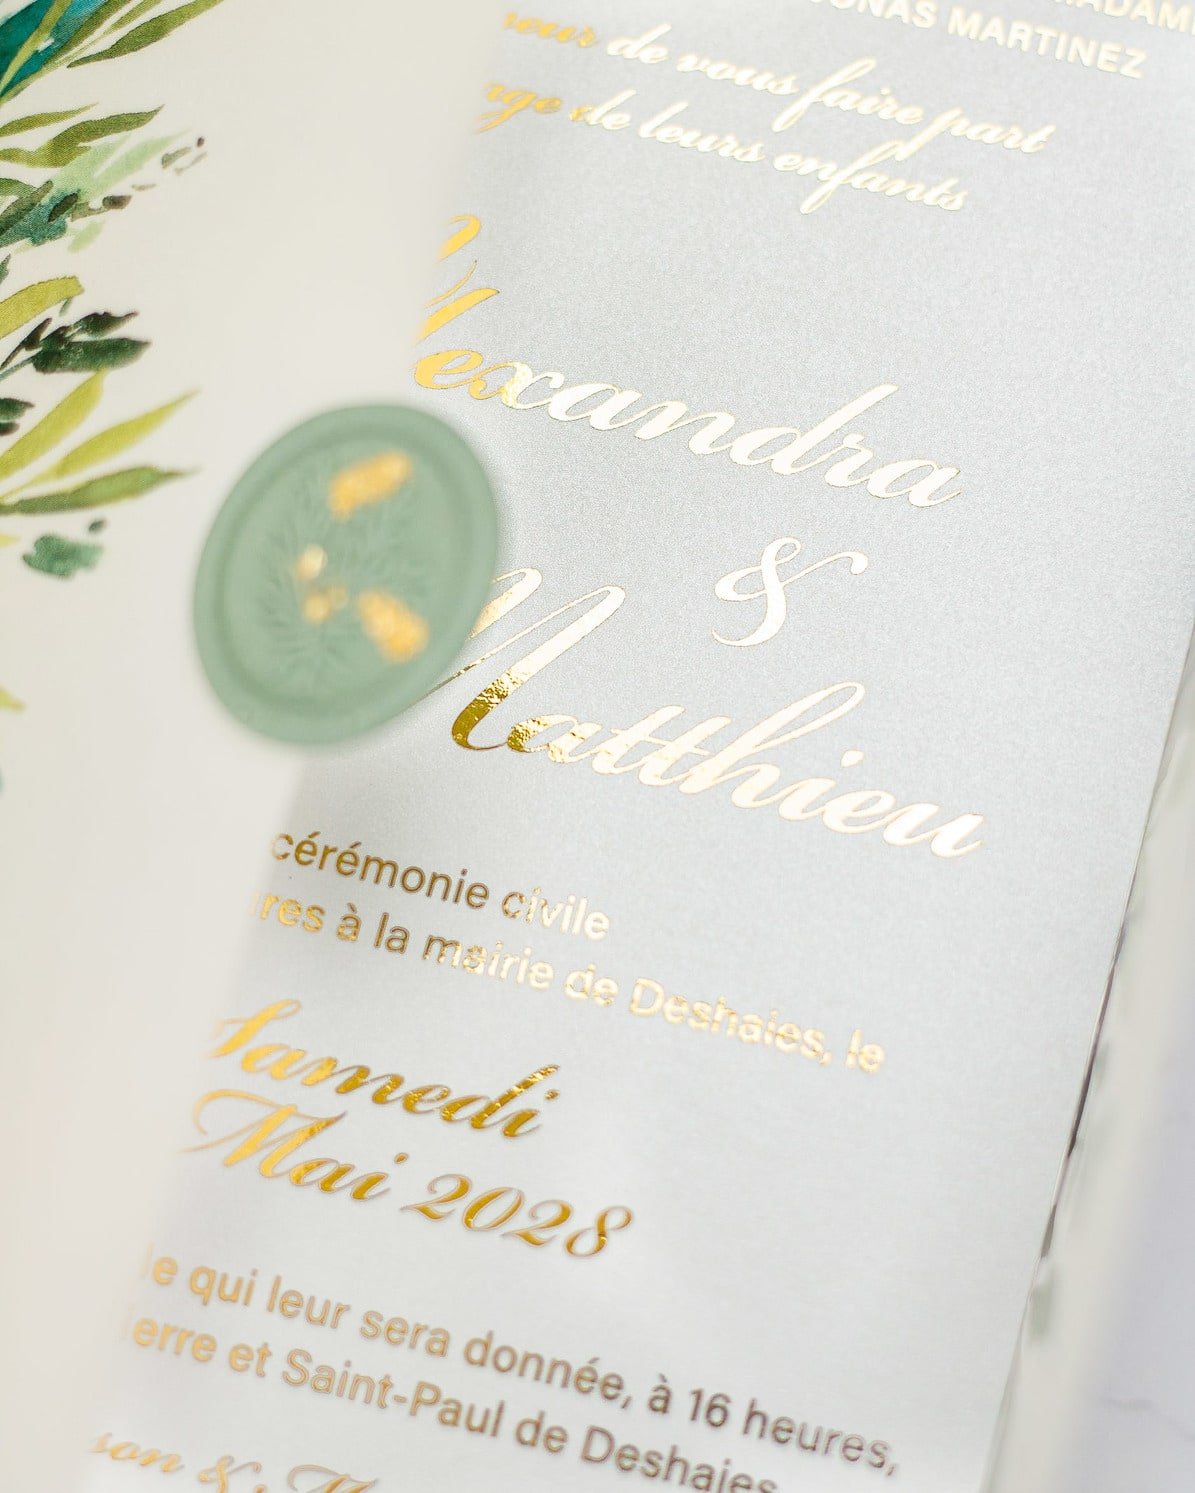 MADAME
JONAS MARTINEZ
de vous faire part
de leurs enfants
Alexandra
&
Matthieu
cérémonie civile
à la mairie de Deshaies, le
Samedi
Mai 2028
qui leur sera donnée, à 16 heures,
et Saint-Paul de Deshaies
&